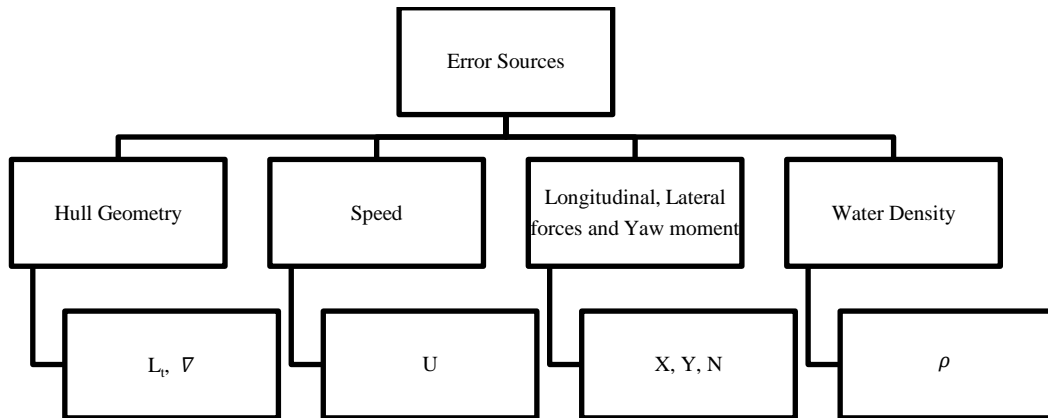 Error Sources
Hull Geometry
Speed
Longitudinal, Lateral
forces and Yaw moment
Water Density
Lₜ, ∇
U
X, Y, N
ρ